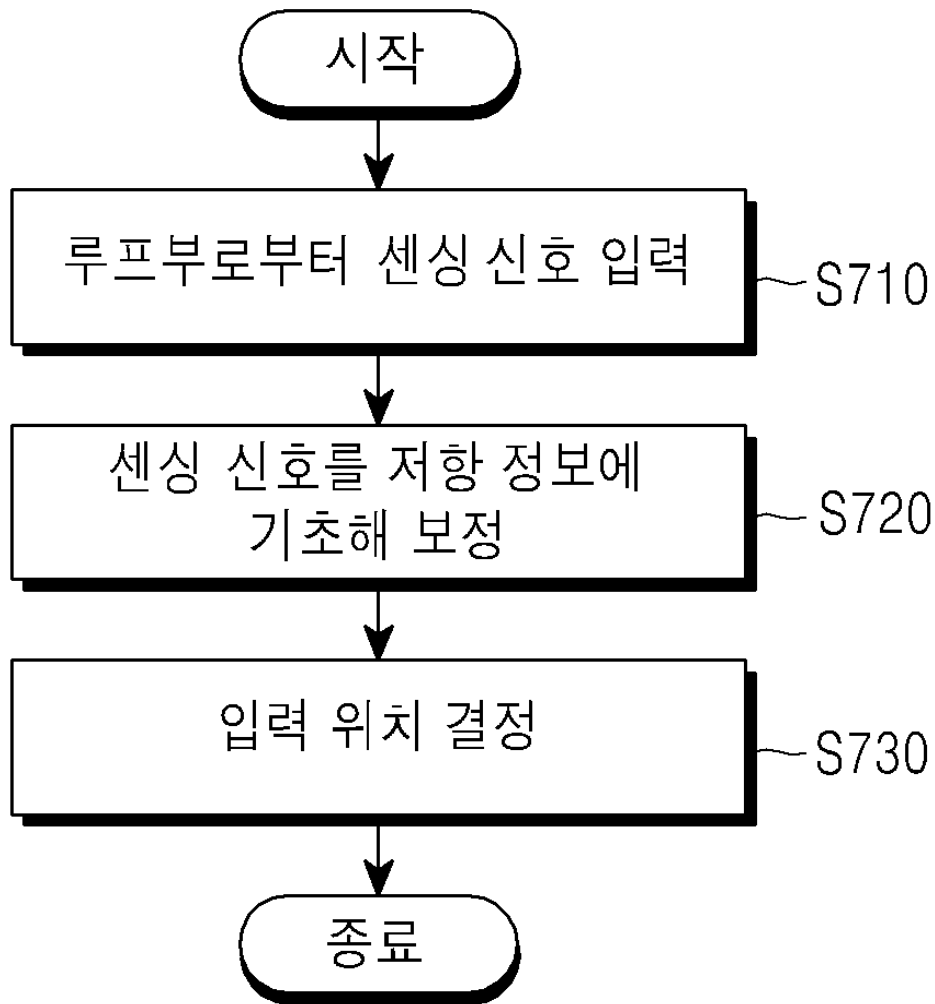 시작
루프부로부터 센싱 신호 입력
S710
센싱 신호를 저항 정보에
기초해 보정
S720
입력 위치 결정
S730
종료